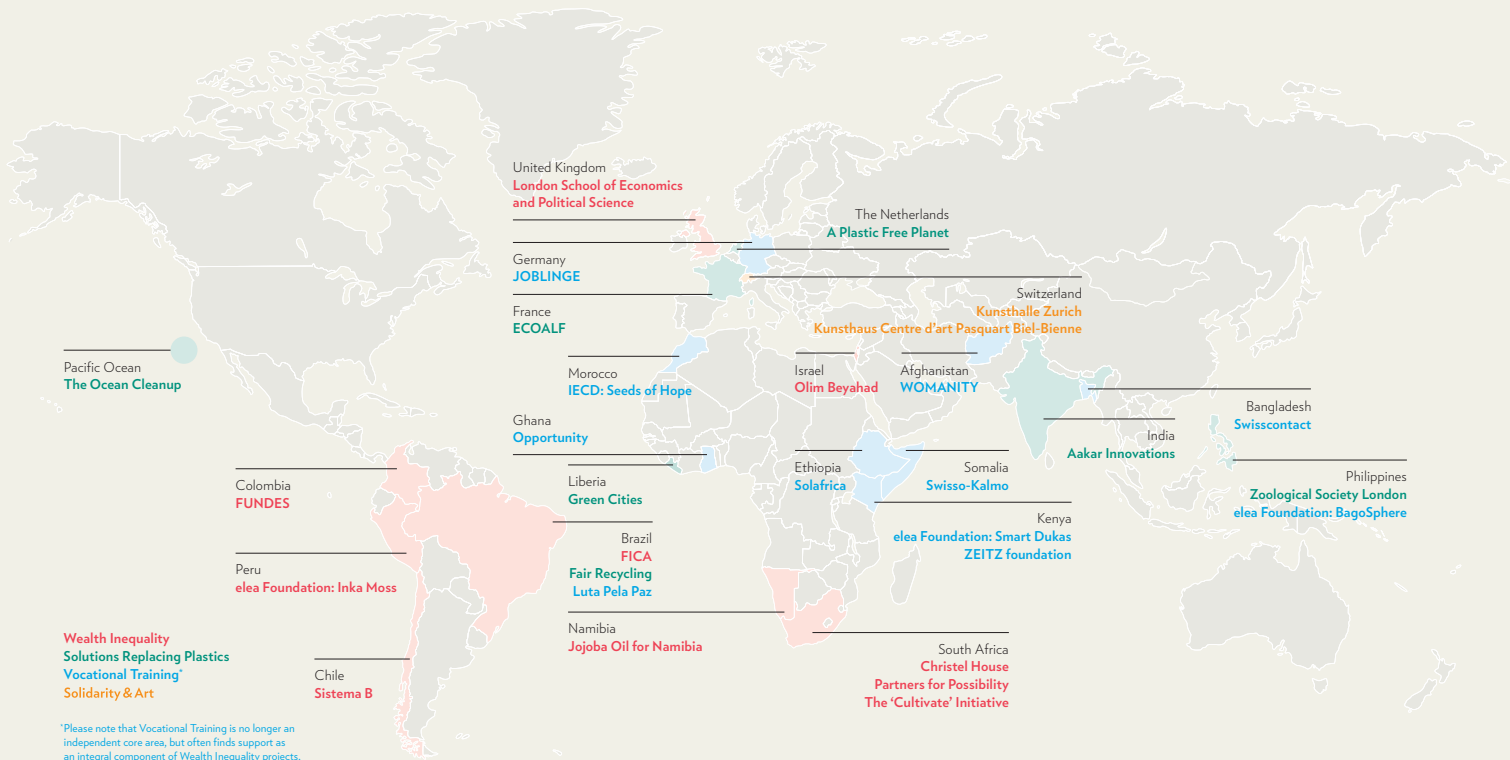 United Kingdom
London School of Economics
and Political Science
The Netherlands
A Plastic Free Planet
Germany
JOBLINGE
Switzerland
Kunsthalle Zurich
Kunsthaus Centre d'art Pasquart Biel-Bienne
France
ECOALF
Pacific Ocean
The Ocean Cleanup
Morocco
IECD: Seeds of Hope
Israel
Olim Beyahad
Afghanistan
WOMANITY
Bangladesh
Swisscontact
Ghana
Opportunity
India
Aakar Innovations
Colombia
FUNDES
Liberia
Green Cities
Ethiopia
Solafrica
Somalia
Swisso-Kalmo
Philippines
Zoological Society London
elea Foundation: BagoSphere
Kenya
elea Foundation: Smart Dukas
ZEITZ foundation
Brazil
FICA
Fair Recycling
Luta Pela Paz
Peru
elea Foundation: Inka Moss
Namibia
Jojoba Oil for Namibia
South Africa
Christel House
Partners for Possibility
The ‘Cultivate’ Initiative
Wealth Inequality
Solutions Replacing Plastics
Vocational Training*
Solidarity & Art
Chile
Sistema B
*Please note that Vocational Training is no longer an
independent core area, but often finds support as
an integral component of Wealth Inequality projects.